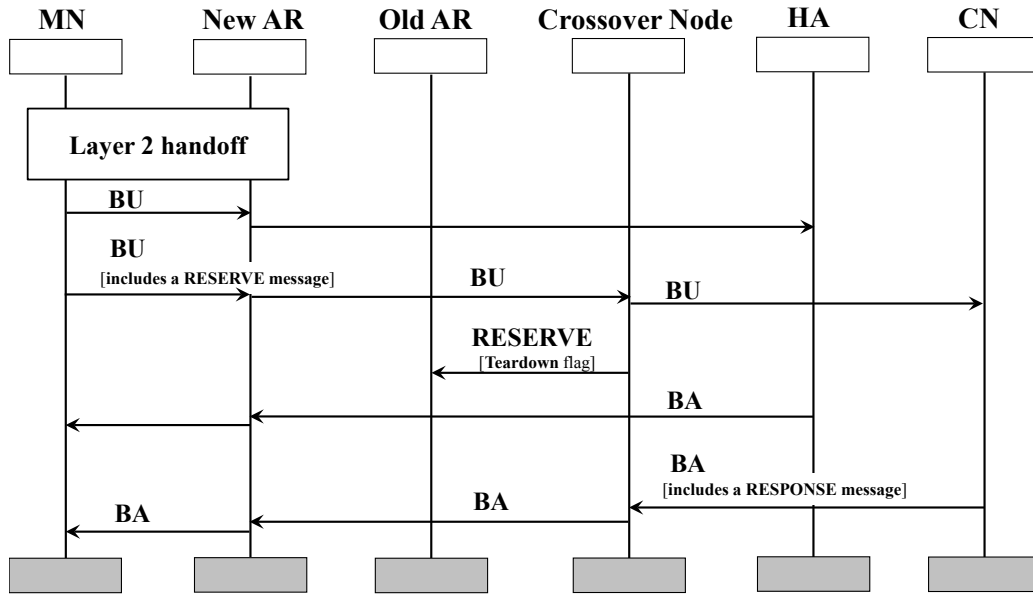 MN New AR Old AR Crossover Node HA CN
Layer 2 handoff
BU
BU
[includes a RESERVE message]
BU
BU
RESERVE
[Teardown flag]
BA
BA
[includes a RESPONSE message]
BA
BA